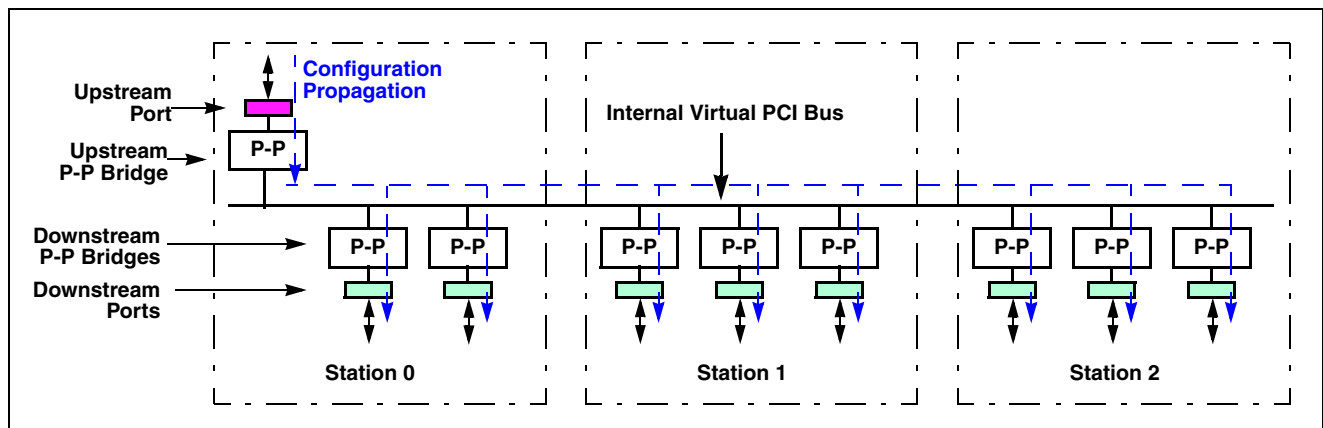 Configuration
Propagation
Upstream
Port
Internal Virtual PCI Bus
P-P
Upstream
P-P Bridge
Downstream
P-P Bridges
P-P
P-P
P-P
P-P
P-P
P-P
P-P
P-P
Downstream
Ports
Station 0
Station 1
Station 2